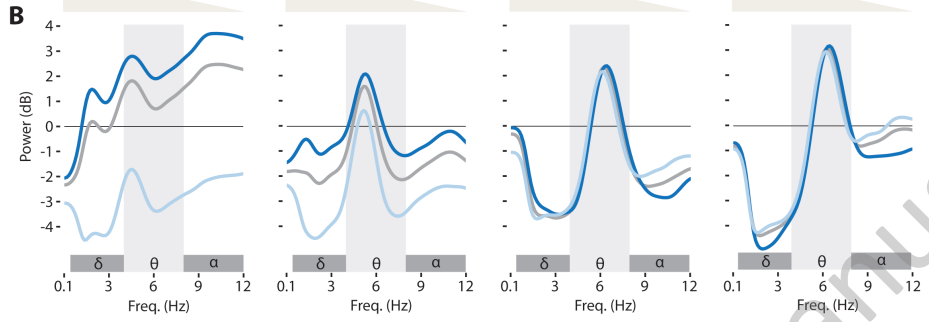 B
4
3
2
1
0
-1
-2
-3
-4
Power (dB)
δ θ α
δ θ α
δ θ α
δ θ α
0.1 3 6 9 12
0.1 3 6 9 12
0.1 3 6 9 12
0.1 3 6 9 12
Freq. (Hz)
Freq. (Hz)
Freq. (Hz)
Freq. (Hz)
anu